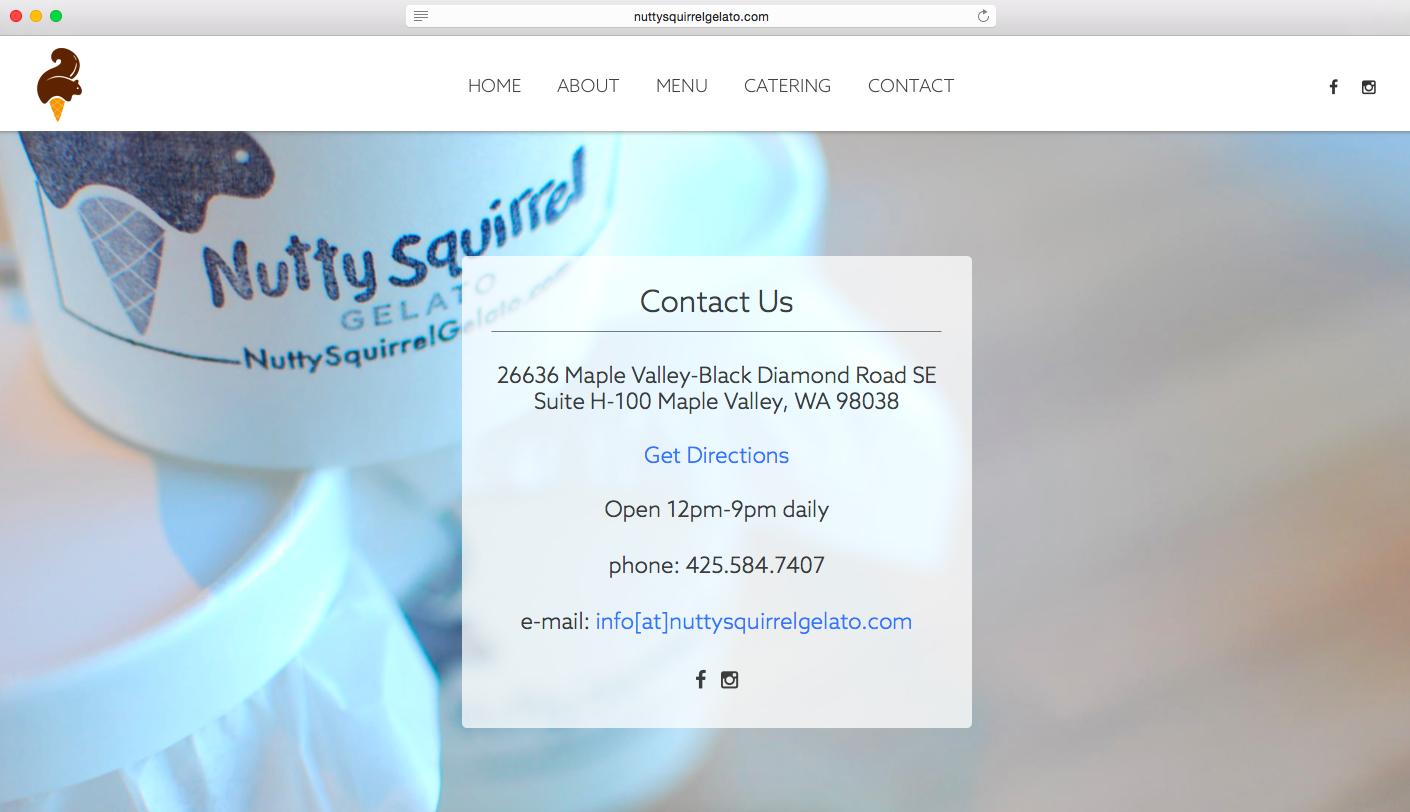 nuttysquirrelgelato.com
HOME ABOUT MENU CATERING CONTACT
Nutty Squirrel
GELATO
NuttySquirrelGelato.com
Contact Us
26636 Maple Valley-Black Diamond Road SE
Suite H-100 Maple Valley, WA 98038
Get Directions
Open 12pm-9pm daily
phone: 425.584.7407
e-mail: info[at]nuttysquirrelgelato.com